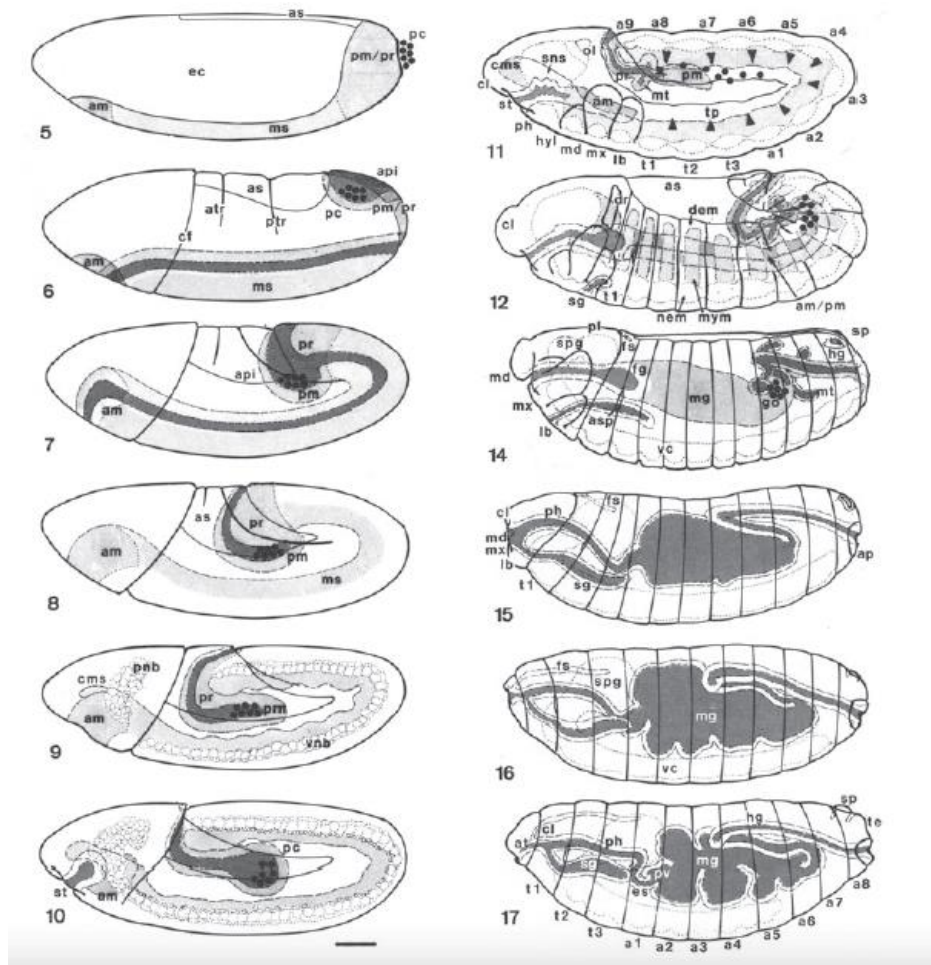 as
pc
pm/pr
ec
am
ms
5
api
as
atr
ptr
pc
pm/pr
cf
am
ms
6
pr
api
am
pm
7
as
pr
am
pm
ms
8
pnb
cms
am
pr
pm
vnb
9
pc
st
am
10
a9 a8 a7 a6 a5 a4
ol
sns
cms
cl
pr
pm
st
mt
am
tp
a3
ph
hyl
md
mx
lb
t1
t2
t3
a1
a2
11
as
dr
dem
cl
sg
t1
nem mym
am/pm
12
pl
sp
spg
fs
hg
fg
md
mg
mt
go
mx
asp
lb
vc
14
fs
cl
ph
md
mx
lb
t1
sg
ap
15
fs
spg
mg
vc
16
sp
te
hg
cl
at
ph
sg
mg
pv
es
t1
t2
t3
a1
a2 a3 a4
a5
a6
a7
a8
17